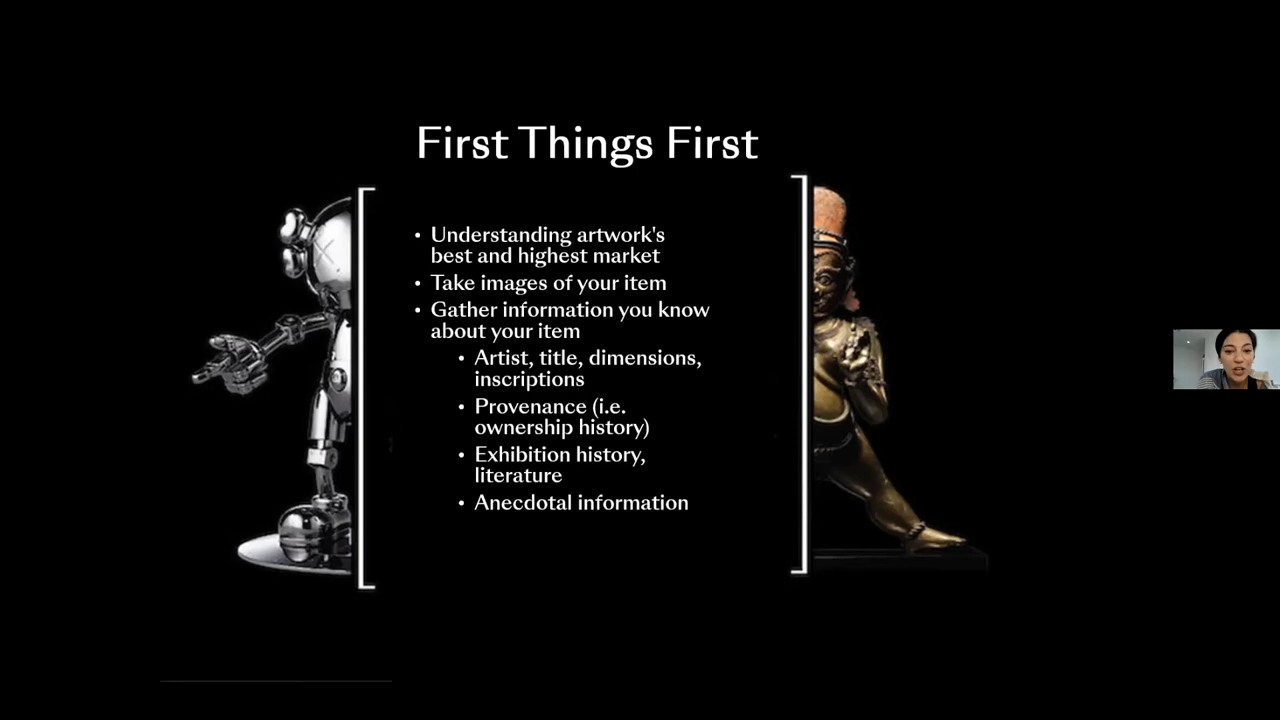 First Things First
• Understanding artwork's
best and highest market
• Take images of your item
• Gather information you know
about your item
• Artist, title, dimensions,
inscriptions
• Provenance (i.e.
ownership history)
• Exhibition history,
literature
• Anecdotal information